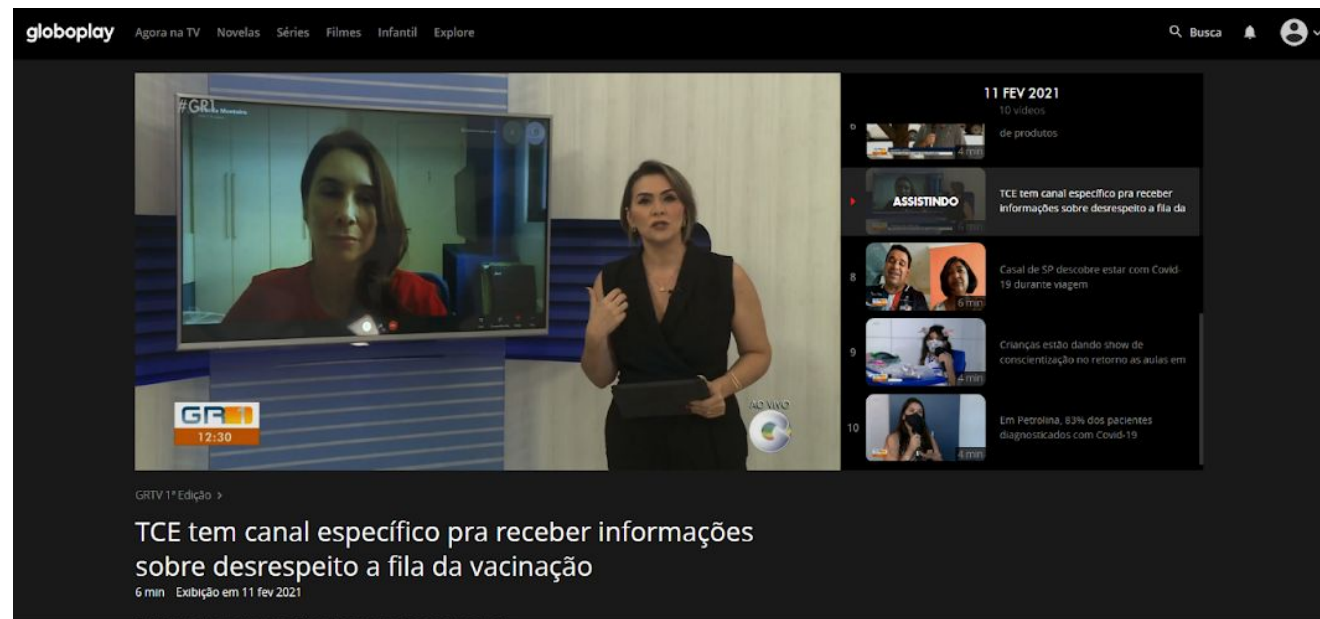 globoplay Agora na TV Novelas Séries Filmes Infantil Explore Busca
#GR1
GR1
12:30
AO VIVO
11 FEV 2021
10 vídeos
6
de produtos
4 min
ASSISTINDO
TCE tem canal específico pra receber
informações sobre desrespeito a fila da
6 min
8
Casal de SP descobre estar com Covid-
19 durante viagem
6 min
9
Crianças estão dando show de
conscientização no retorno as aulas em
4 min
10
Em Petrolina, 83% dos pacientes
diagnosticados com Covid-19
4 min
GRTV 1ª Edição >
TCE tem canal específico pra receber informações
sobre desrespeito a fila da vacinação
6 min Exibição em 11 fev 2021